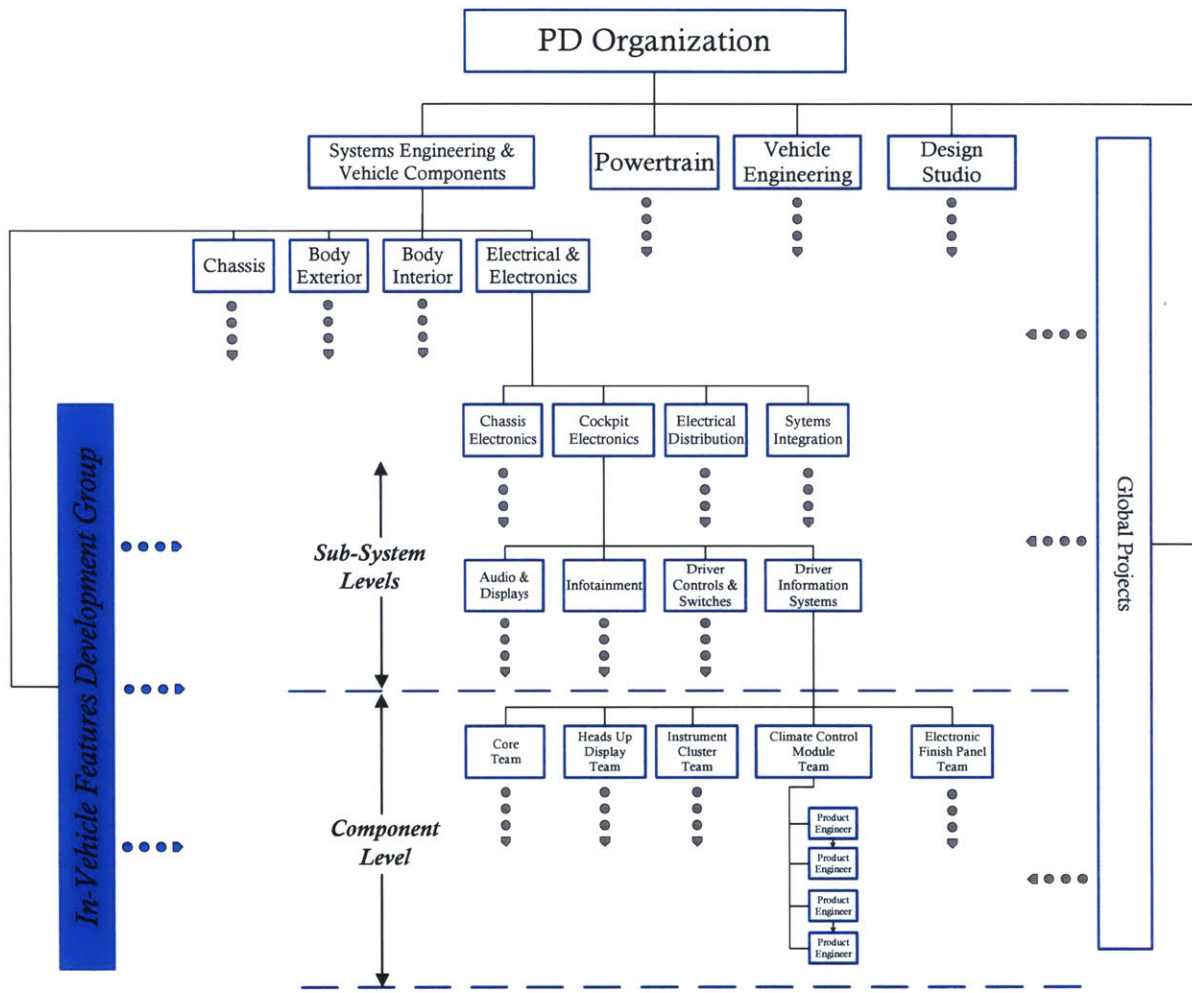 PD Organization
Systems Engineering &
Vehicle Components
Powertrain
Vehicle
Engineering
Design
Studio
Chassis
Body
Exterior
Body
Interior
Electrical &
Electronics
Chassis
Electronics
Cockpit
Electronics
Electrical
Distribution
Sytems
Integration
In-Vehicle Features Development Group
Global Projects
Sub-System
Levels
Audio &
Displays
Infotainment
Driver
Controls &
Switches
Driver
Information
Systems
Core
Team
Heads Up
Display
Team
Instrument
Cluster
Team
Climate Control
Module
Team
Electronic
Finish Panel
Team
Component
Level
Product
Engineer
Product
Engineer
Product
Engineer
Product
Engineer